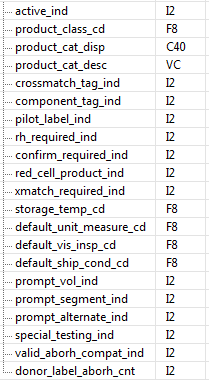 active_ind I2
product_class_cd F8
product_cat_disp C40
product_cat_desc VC
crossmatch_tag_ind I2
component_tag_ind I2
pilot_label_ind I2
rh_required_ind I2
confirm_required_ind I2
red_cell_product_ind I2
xmatch_required_ind I2
storage_temp_cd F8
default_unit_measure_cd F8
default_vis_insp_cd F8
default_ship_cond_cd F8
prompt_vol_ind I2
prompt_segment_ind I2
prompt_alternate_ind I2
special_testing_ind I2
valid_aborh_compat_ind I2
donor_label_aborh_cnt I2